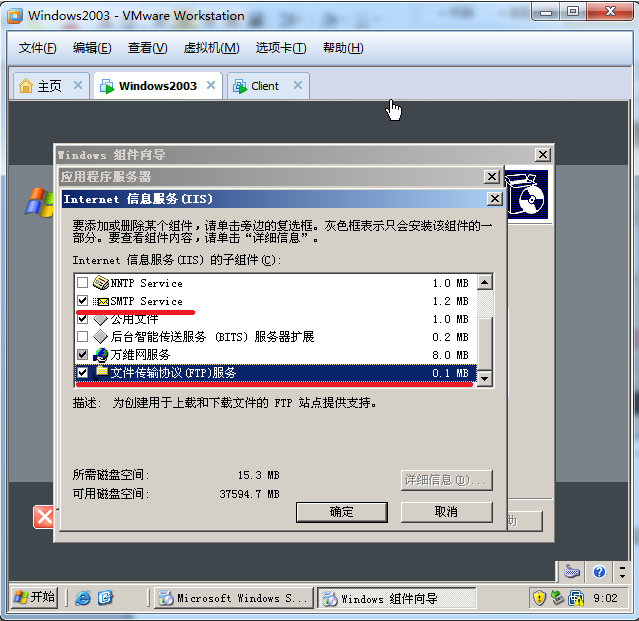 Windows2003 - VMware Workstation
文件(F) 编辑(E) 查看(V) 虚拟机(M) 选项卡(T) 帮助(H)
主页 Windows2003 Client
Windows 组件向导
应用程序服务器
Internet 信息服务(IIS)
要添加或删除某个组件，请单击旁边的复选框。灰色框表示只会安装该组件的一
部分。要查看组件内容，请单击“详细信息”。
Internet 信息服务(IIS) 的子组件(C):
NNTP Service 1.0 MB
SMTP Service 1.2 MB
公用文件 1.0 MB
后台智能传送服务 (BITS) 服务器扩展 0.2 MB
万维网服务 8.0 MB
文件传输协议(FTP)服务 0.1 MB
描述: 为创建用于上载和下载文件的 FTP 站点提供支持。
所需磁盘空间: 15.3 MB
详细信息(D)...
可用磁盘空间: 37594.7 MB
确定 取消
助
开始 Microsoft Windows S... Windows 组件向导 9:02